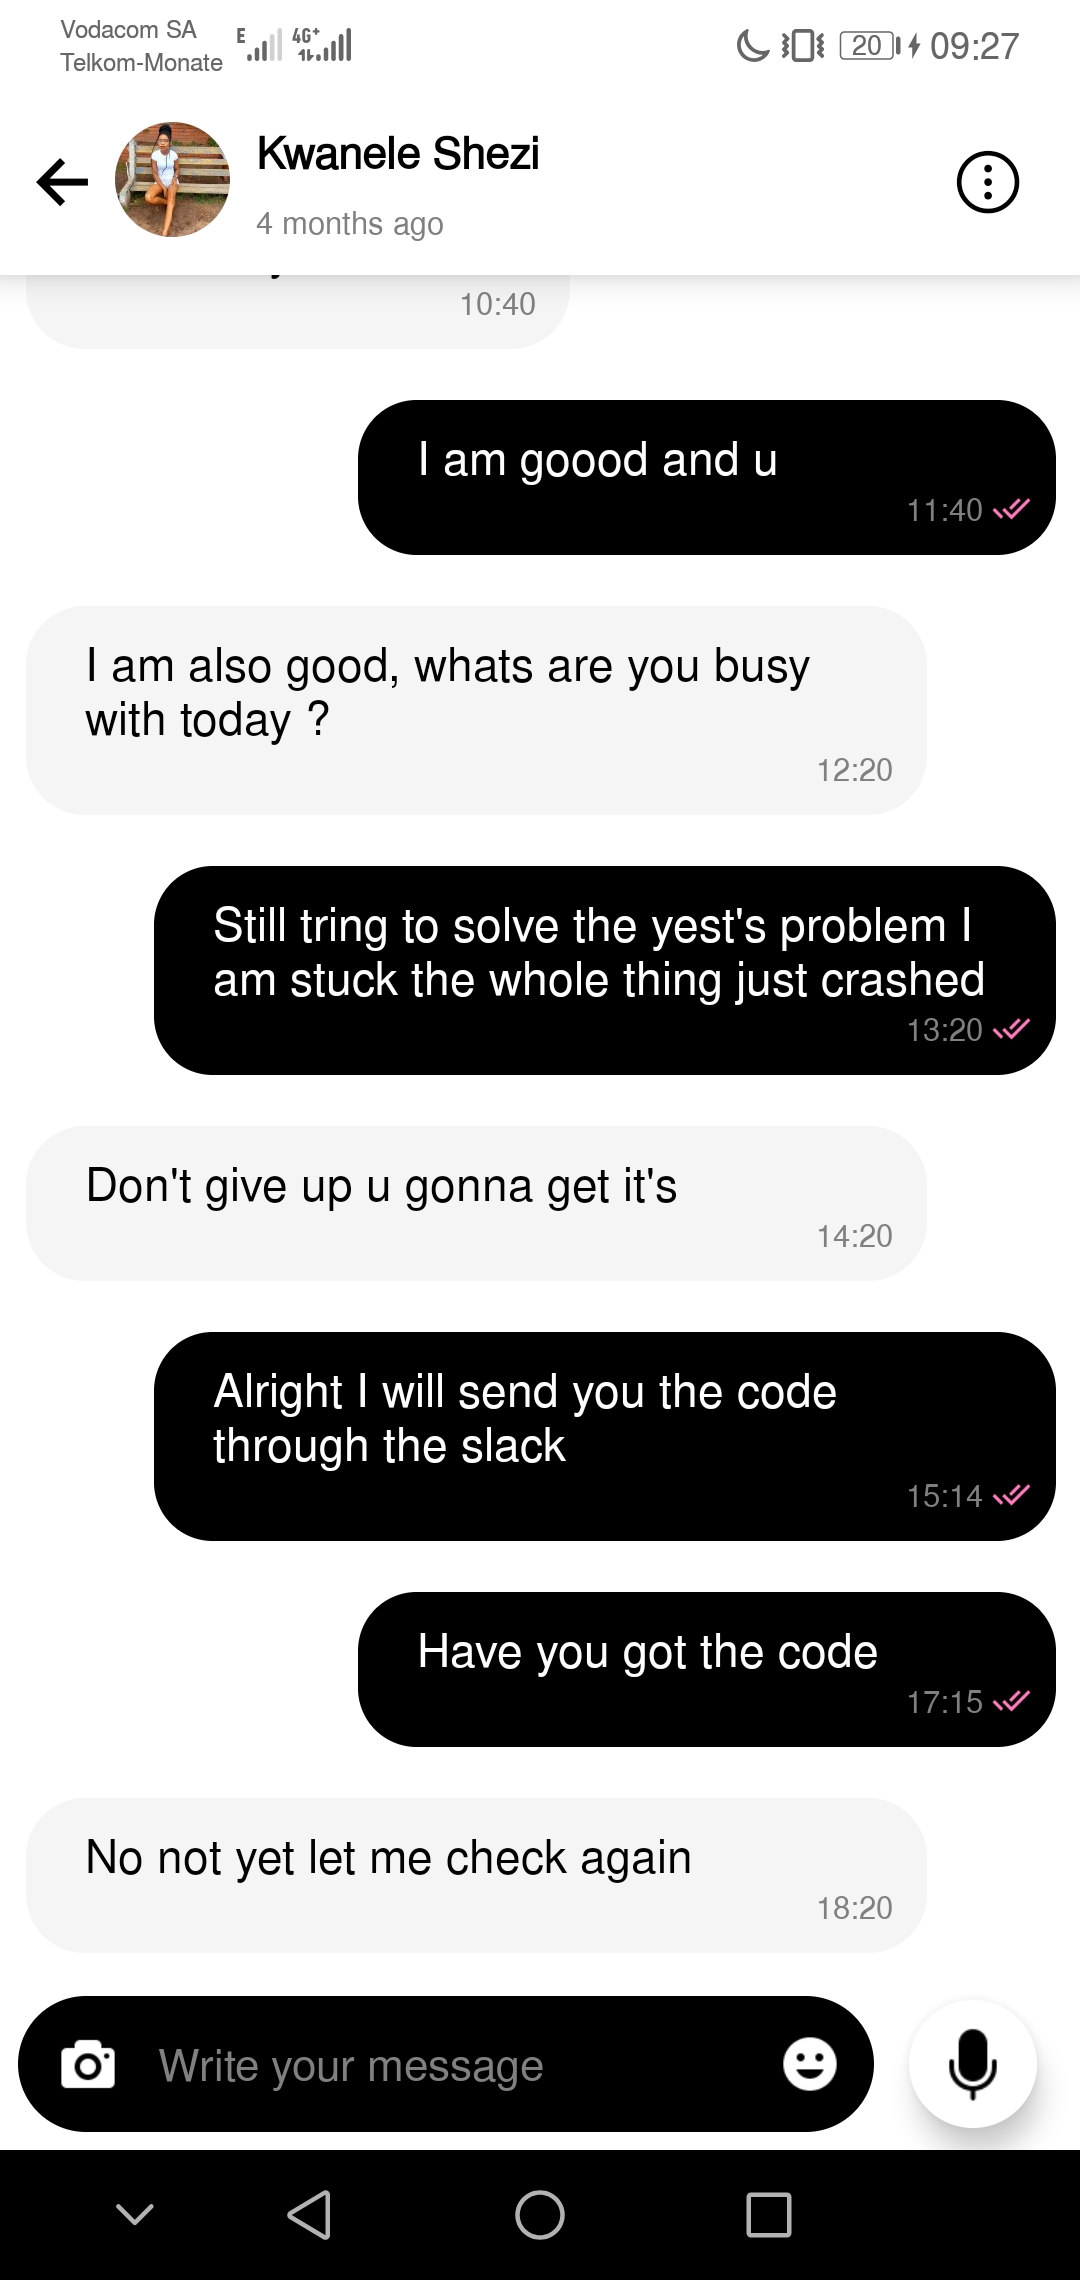 Vodacom SA
Telkom-Monate
E
4G+
20
09:27
Kwanele Shezi
4 months ago
10:40
I am goood and u
11:40
I am also good, whats are you busy
with today ?
12:20
Still tring to solve the yest's problem I
am stuck the whole thing just crashed
13:20
Don't give up u gonna get it's
14:20
Alright I will send you the code
through the slack
15:14
Have you got the code
17:15
No not yet let me check again
18:20
Write your message